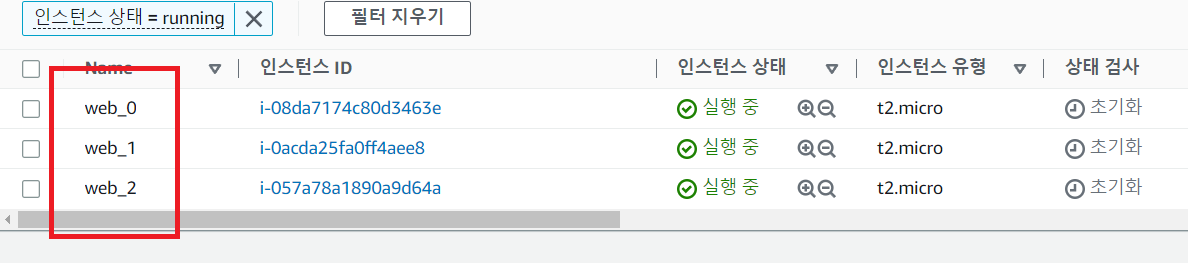 인스턴스 상태 = running
필터 지우기
Name 인스턴스 ID 인스턴스 상태 인스턴스 유형 상태 검사
web_0 i-08da7174c80d3463e 실행 중 t2.micro 초기화
web_1 i-0acda25fa0ff4aee8 실행 중 t2.micro 초기화
web_2 i-057a78a1890a9d64a 실행 중 t2.micro 초기화